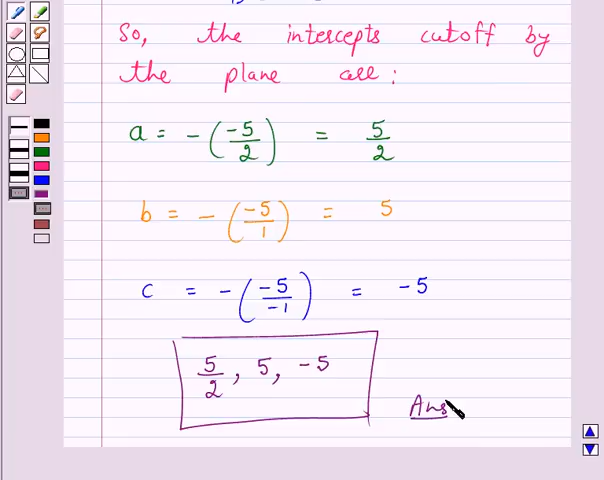 So, the intercepts cutoff by
the plane are:
a = -(-5/2) = 5/2
b = -(-5/1) = 5
c = -(-5/-1) = -5
5/2, 5, -5
Ans